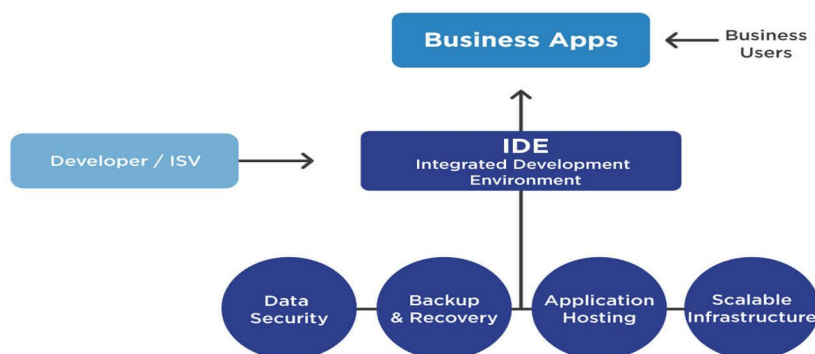 Business Apps
Business
Users
Developer / ISV
IDE
Integrated Development
Environment
Data
Security
Backup
& Recovery
Application
Hosting
Scalable
Infrastructure